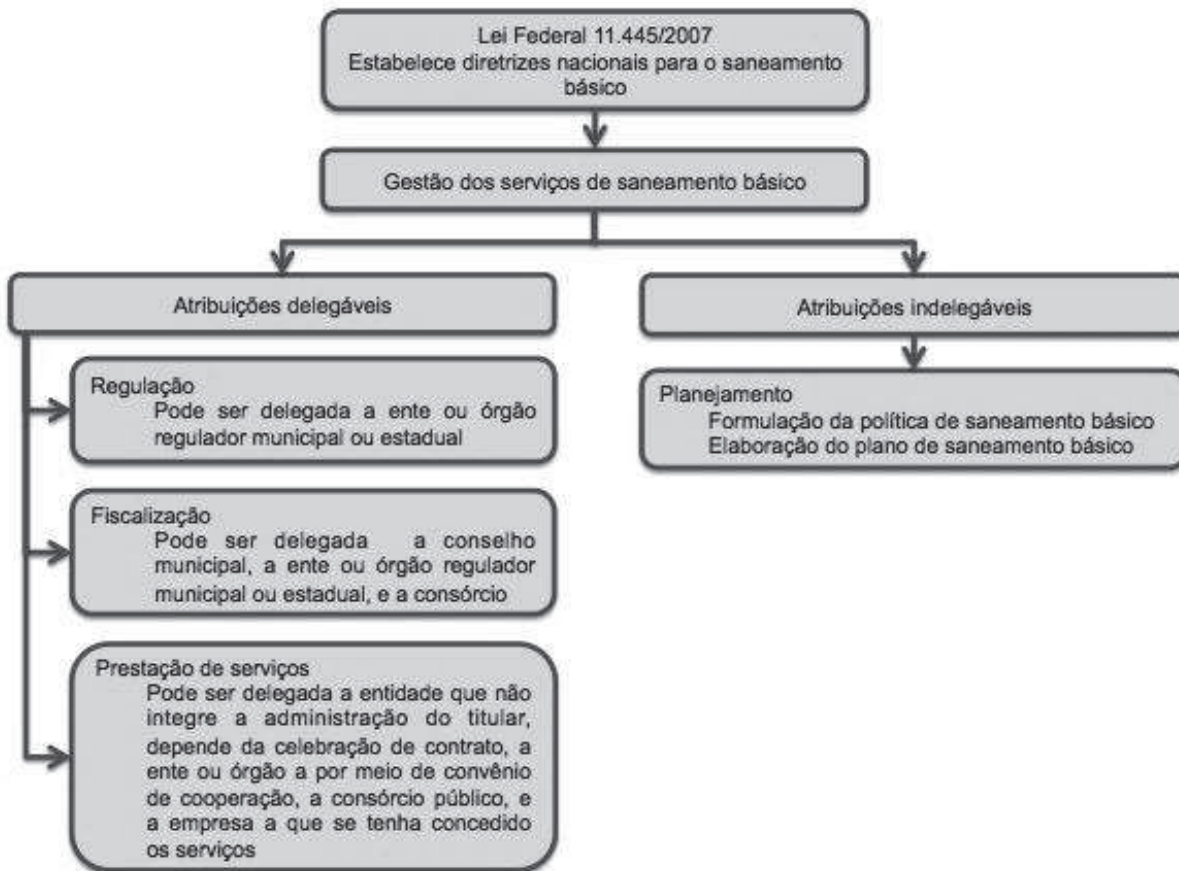 Lei Federal 11.445/2007
Estabelece diretrizes nacionais para o saneamento
básico
Gestão dos serviços de saneamento básico
Atribuições delegáveis
Regulação
Pode ser delegada a ente ou órgão
regulador municipal ou estadual
Fiscalização
Pode ser delegada a conselho
municipal, a ente ou órgão regulador
municipal ou estadual, e a consórcio
Prestação de serviços
Pode ser delegada a entidade que não
integre a administração do titular,
depende da celebração de contrato, a
ente ou órgão a por meio de convênio
de cooperação, a consórcio público, e
a empresa a que se tenha concedido
os serviços
Atribuições indelegáveis
Planejamento
Formulação da política de saneamento básico
Elaboração do plano de saneamento básico